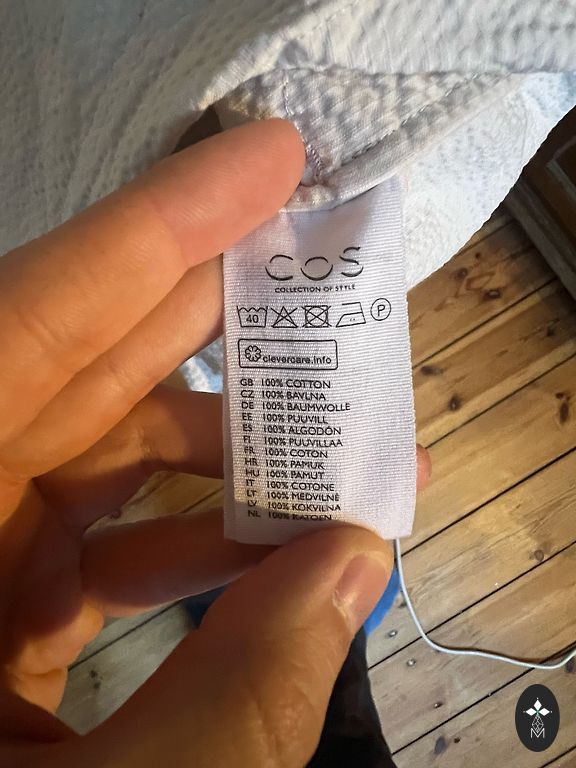 COS
COLLECTION OF STYLE
40 P
clevercare.info
GB 100% COTTON
CZ 100% BAVLNA
DE 100% BAUMWOLLE
EE 100% PUUVILL
ES 100% ALGODÓN
FI 100% PUUVILLAA
FR 100% COTON
HR 100% PAMUK
HU 100% PAMUT
IT 100% COTONE
LT 100% MEDVILNĖ
LV 100% KOKVILNA
NL 100% KATOEN
M